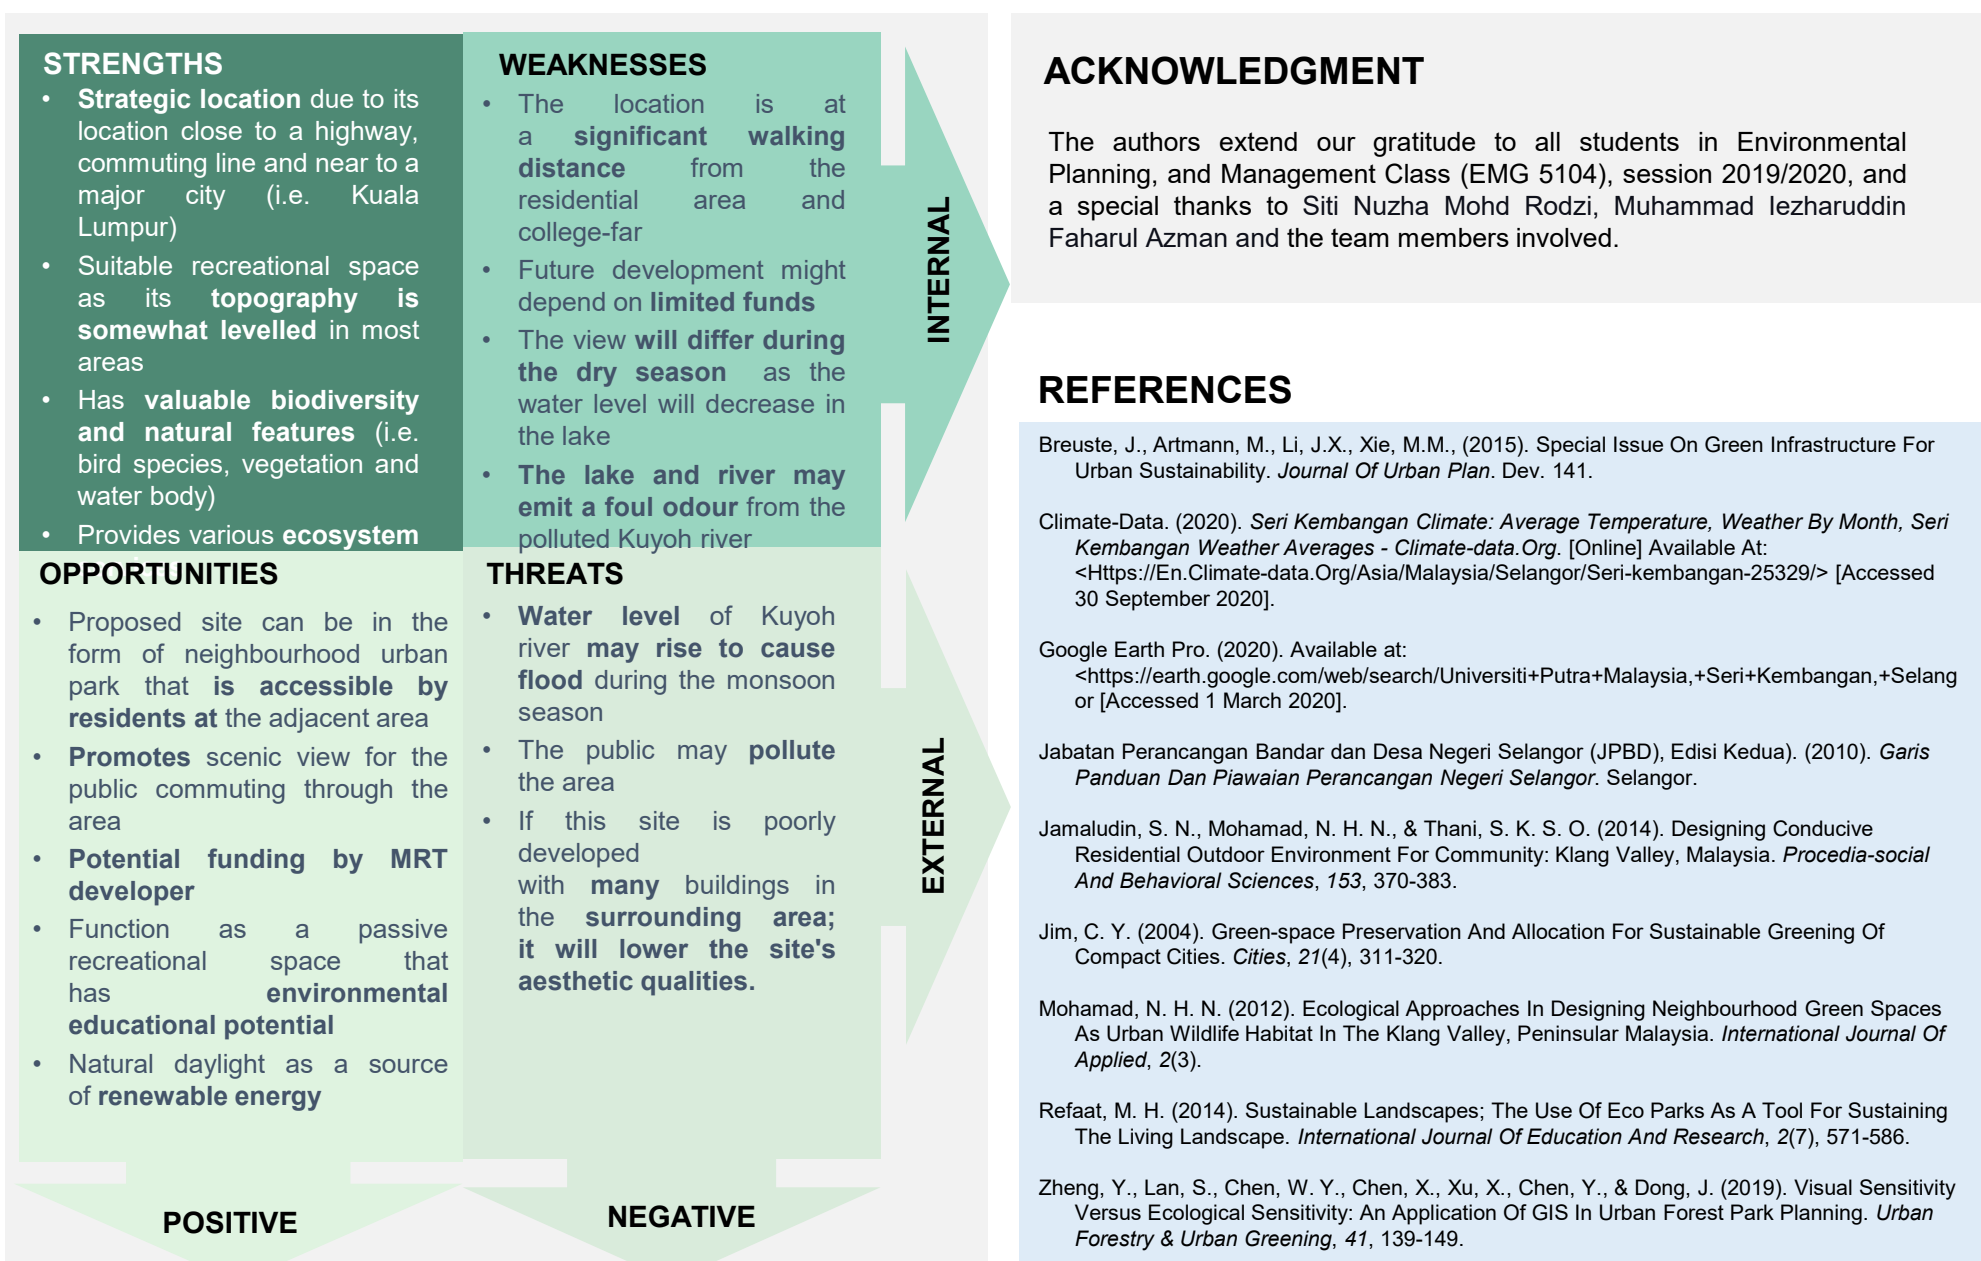 STRENGTHS
• Strategic location due to its
location close to a highway,
commuting line and near to a
major city (i.e. Kuala
Lumpur)
• Suitable recreational space
as its topography is
somewhat levelled in most
areas
• Has valuable biodiversity
and natural features (i.e.
bird species, vegetation and
water body)
• Provides various ecosystem
WEAKNESSES
• The location is at
a significant walking
distance from the
residential area and
college-far
• Future development might
depend on limited funds
• The view will differ during
the dry season as the
water level will decrease in
the lake
• The lake and river may
emit a foul odour from the
polluted Kuyoh river
INTERNAL
OPPORTUNITIES
• Proposed site can be in the
form of neighbourhood urban
park that is accessible by
residents at the adjacent area
• Promotes scenic view for the
public commuting through the
area
• Potential funding by MRT
developer
• Function as a passive
recreational space that
has environmental
educational potential
• Natural daylight as a source
of renewable energy
THREATS
• Water level of Kuyoh
river may rise to cause
flood during the monsoon
season
• The public may pollute
the area
• If this site is poorly
developed
with many buildings in
the surrounding area;
it will lower the site's
aesthetic qualities.
EXTERNAL
POSITIVE
NEGATIVE
ACKNOWLEDGMENT
The authors extend our gratitude to all students in Environmental
Planning, and Management Class (EMG 5104), session 2019/2020, and
a special thanks to Siti Nuzha Mohd Rodzi, Muhammad Iezharuddin
Faharul Azman and the team members involved.
REFERENCES
Breuste, J., Artmann, M., Li, J.X., Xie, M.M., (2015). Special Issue On Green Infrastructure For
Urban Sustainability. Journal Of Urban Plan. Dev. 141.
Climate-Data. (2020). Seri Kembangan Climate: Average Temperature, Weather By Month, Seri
Kembangan Weather Averages - Climate-data.Org. [Online] Available At:
<Https://En.Climate-data.Org/Asia/Malaysia/Selangor/Seri-kembangan-25329/> [Accessed
30 September 2020].
Google Earth Pro. (2020). Available at:
<https://earth.google.com/web/search/Universiti+Putra+Malaysia,+Seri+Kembangan,+Selang
or [Accessed 1 March 2020].
Jabatan Perancangan Bandar dan Desa Negeri Selangor (JPBD), Edisi Kedua). (2010). Garis
Panduan Dan Piawaian Perancangan Negeri Selangor. Selangor.
Jamaludin, S. N., Mohamad, N. H. N., & Thani, S. K. S. O. (2014). Designing Conducive
Residential Outdoor Environment For Community: Klang Valley, Malaysia. Procedia-social
And Behavioral Sciences, 153, 370-383.
Jim, C. Y. (2004). Green-space Preservation And Allocation For Sustainable Greening Of
Compact Cities. Cities, 21(4), 311-320.
Mohamad, N. H. N. (2012). Ecological Approaches In Designing Neighbourhood Green Spaces
As Urban Wildlife Habitat In The Klang Valley, Peninsular Malaysia. International Journal Of
Applied, 2(3).
Refaat, M. H. (2014). Sustainable Landscapes; The Use Of Eco Parks As A Tool For Sustaining
The Living Landscape. International Journal Of Education And Research, 2(7), 571-586.
Zheng, Y., Lan, S., Chen, W. Y., Chen, X., Xu, X., Chen, Y., & Dong, J. (2019). Visual Sensitivity
Versus Ecological Sensitivity: An Application Of GIS In Urban Forest Park Planning. Urban
Forestry & Urban Greening, 41, 139-149.